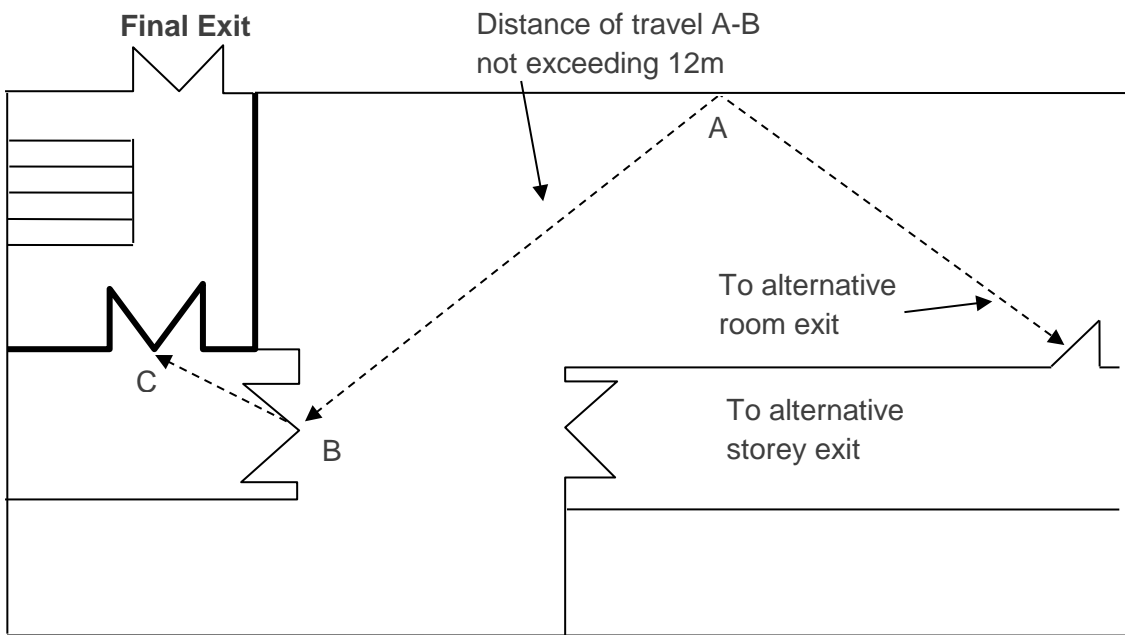 Final Exit
Distance of travel A-B
not exceeding 12m
A
To alternative
room exit
C
To alternative
storey exit
B